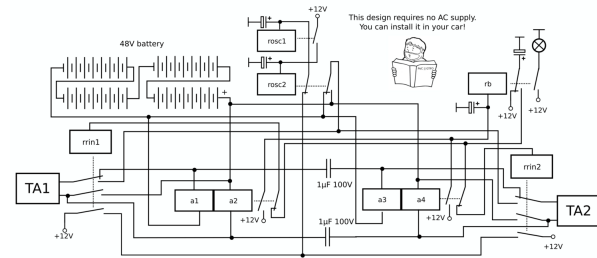 +12V
This design requires no AC supply.
You can install it in your car!
rosc1
48V battery
rosc2
rb
+
+12V
+12V
rrin1
rrin2
TA1
1µF 100V
a1
a2
a3
a4
TA2
+12V
1µF 100V
+12V
+12V
+12V